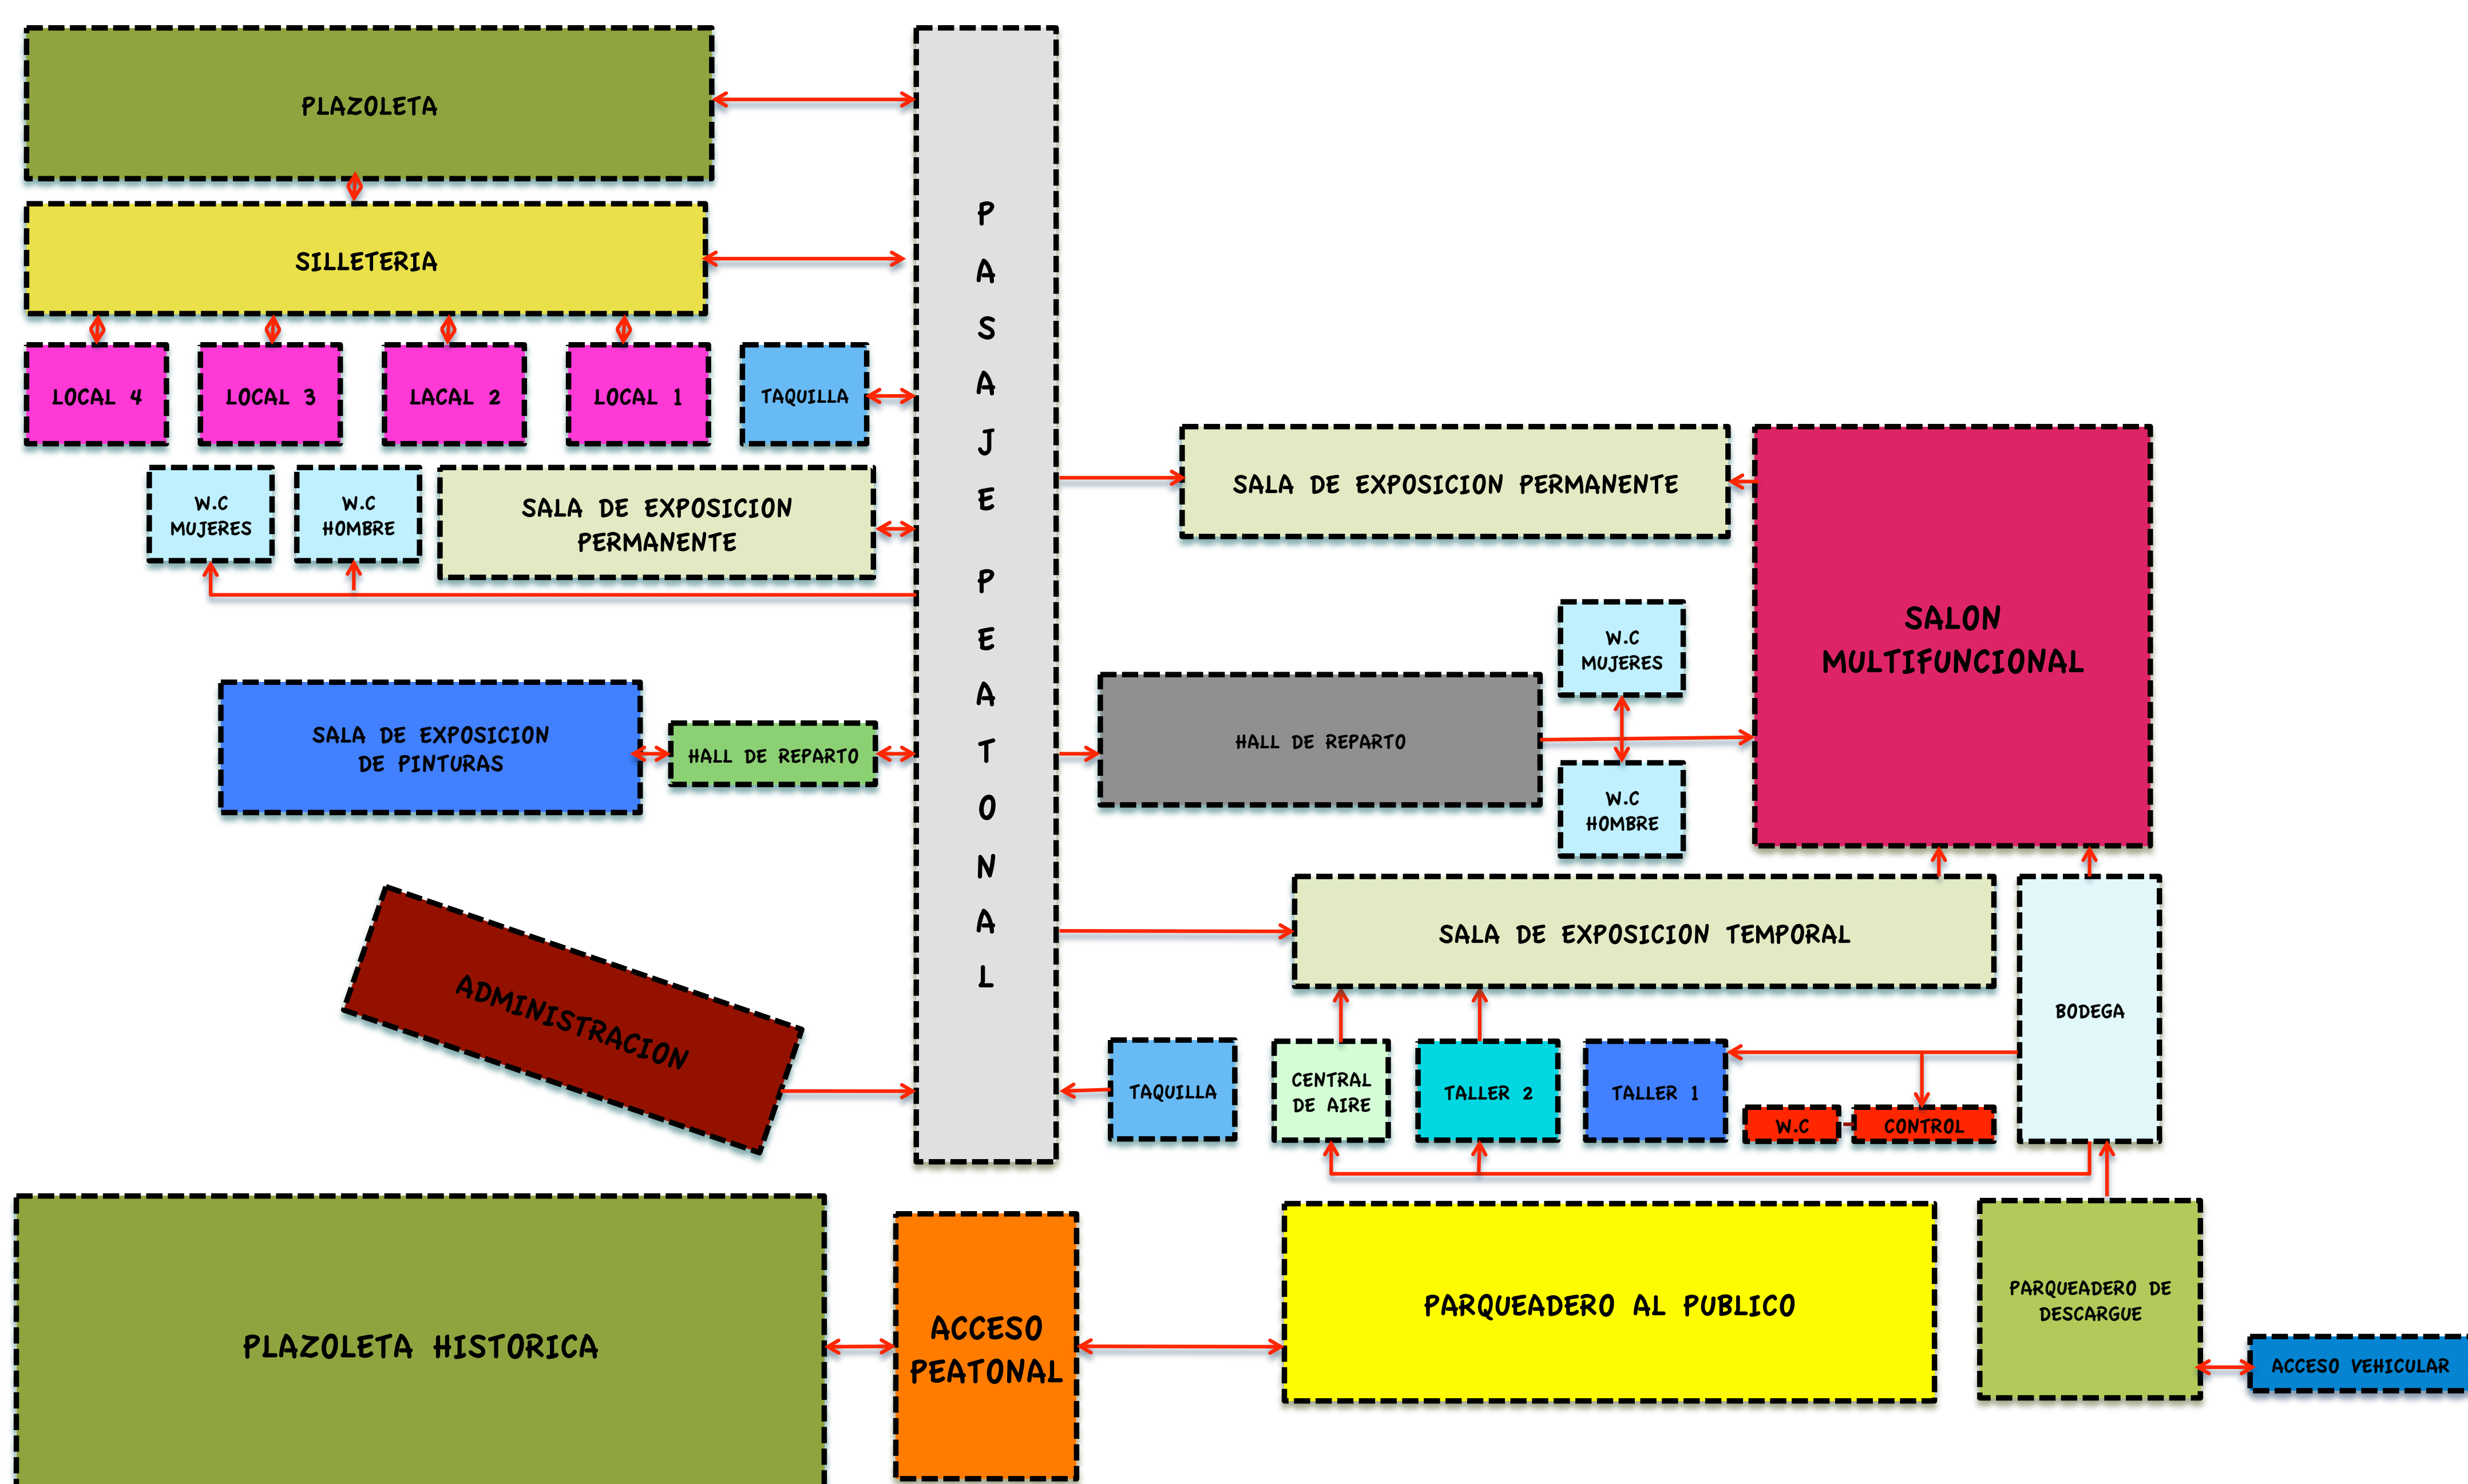 PLAZOLETA
SILLETERIA
LOCAL 4
LOCAL 3
LACAL 2
LOCAL 1
TAQUILLA
W.C
MUJERES
W.C
HOMBRE
SALA DE EXPOSICION
PERMANENTE
SALA DE EXPOSICION
DE PINTURAS
HALL DE REPARTO
ADMINISTRACION
PASAJE PEATONAL
SALA DE EXPOSICION PERMANENTE
SALON
MULTIFUNCIONAL
W.C
MUJERES
HALL DE REPARTO
W.C
HOMBRE
SALA DE EXPOSICION TEMPORAL
BODEGA
TAQUILLA
CENTRAL
DE AIRE
TALLER 2
TALLER 1
W.C
CONTROL
PLAZOLETA HISTORICA
ACCESO
PEATONAL
PARQUEADERO AL PUBLICO
PARQUEADERO DE
DESCARGUE
ACCESO VEHICULAR